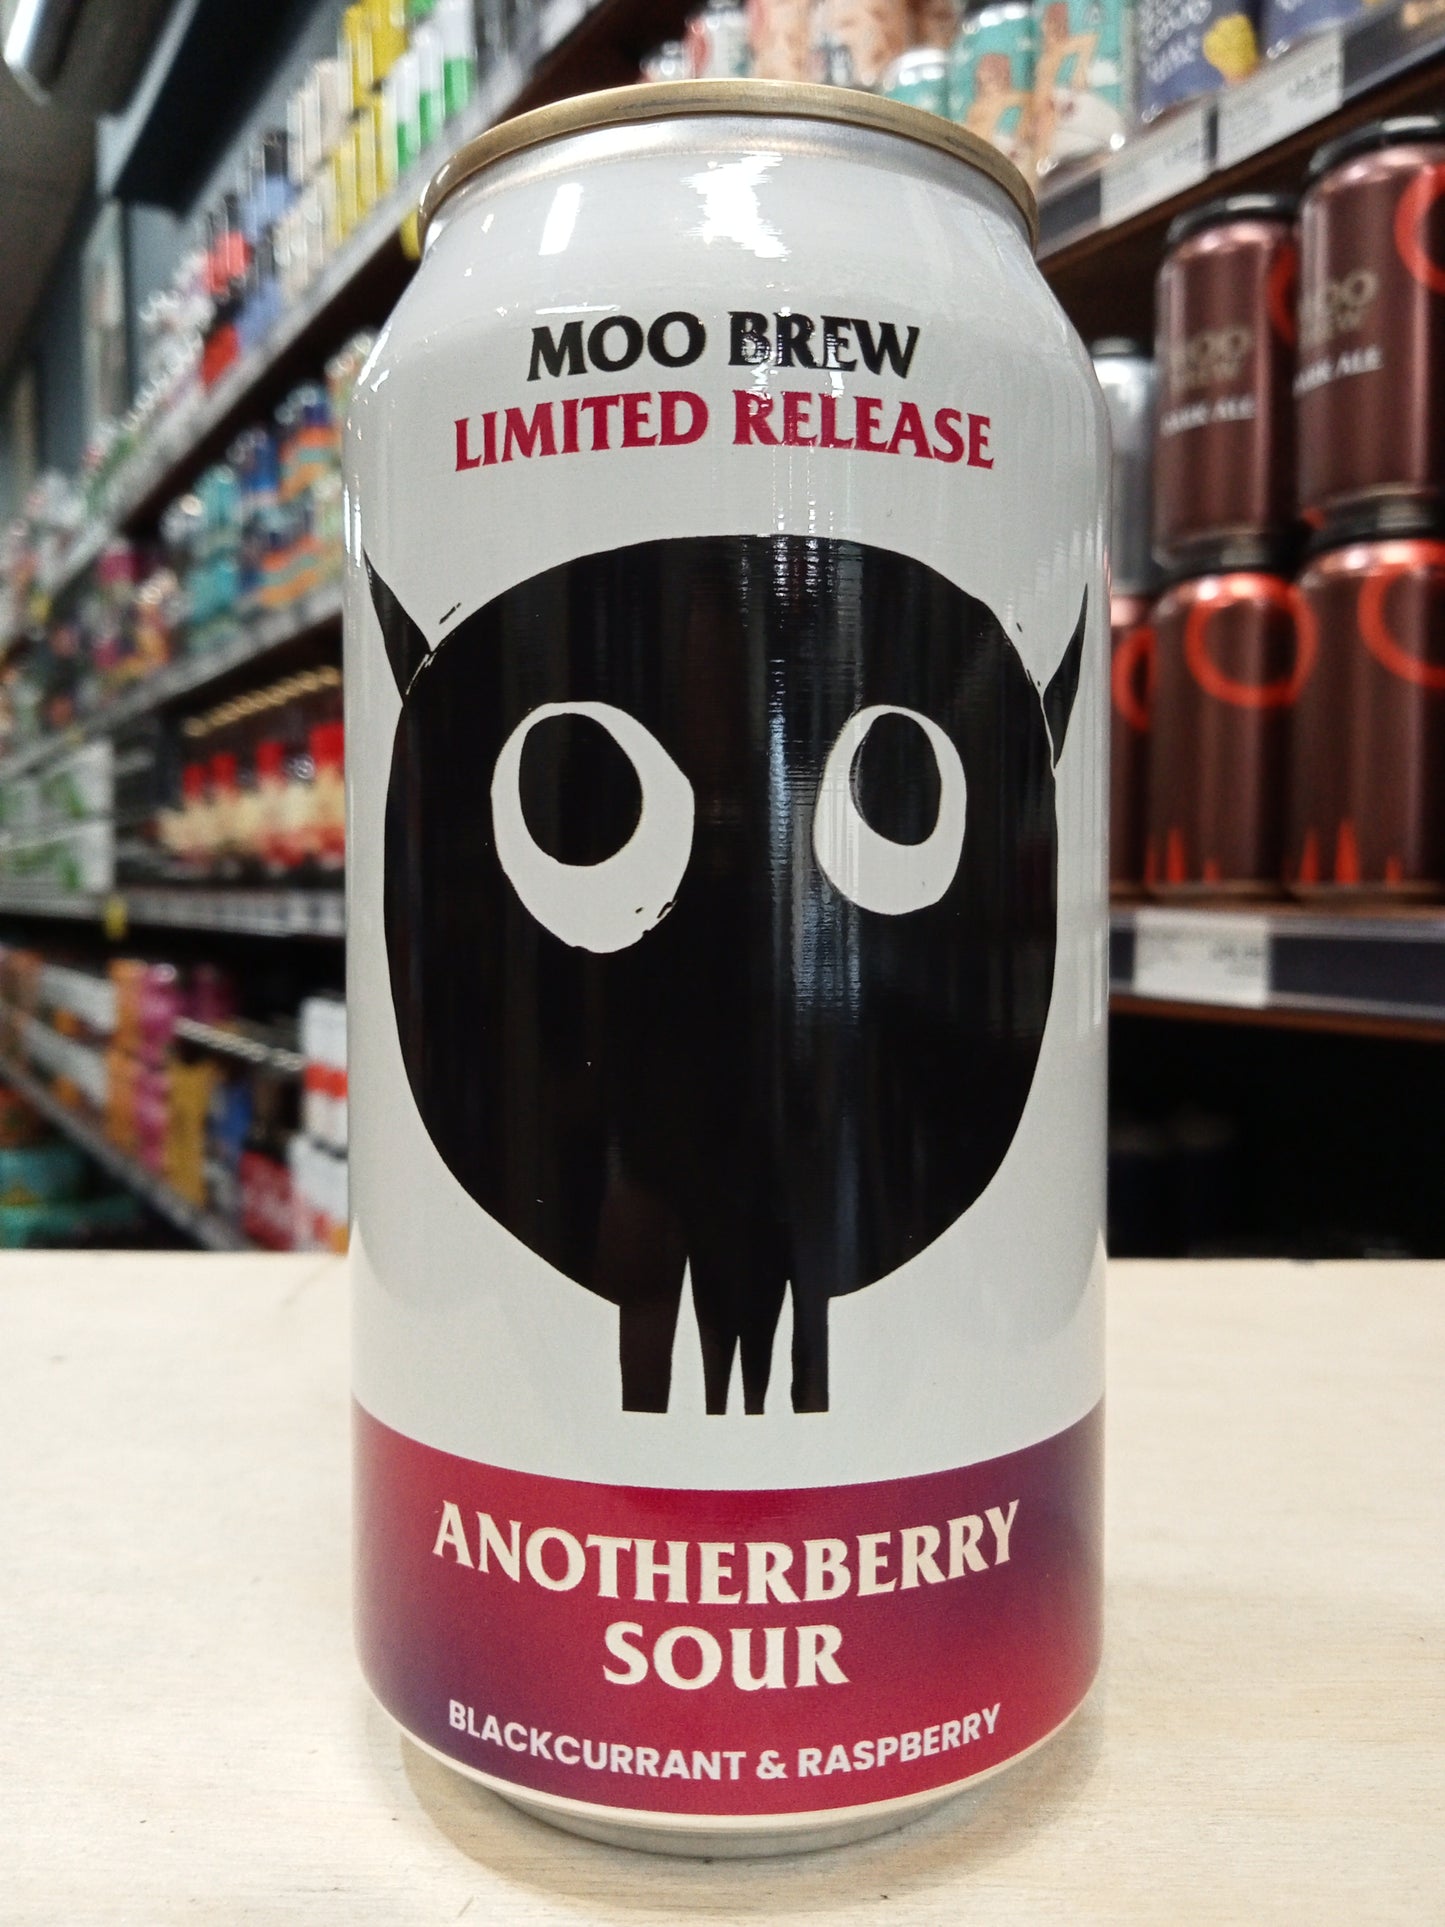 MOO BREW
LIMITED RELEASE
ANOTHERBERRY
SOUR
BLACKCURRANT & RASPBERRY